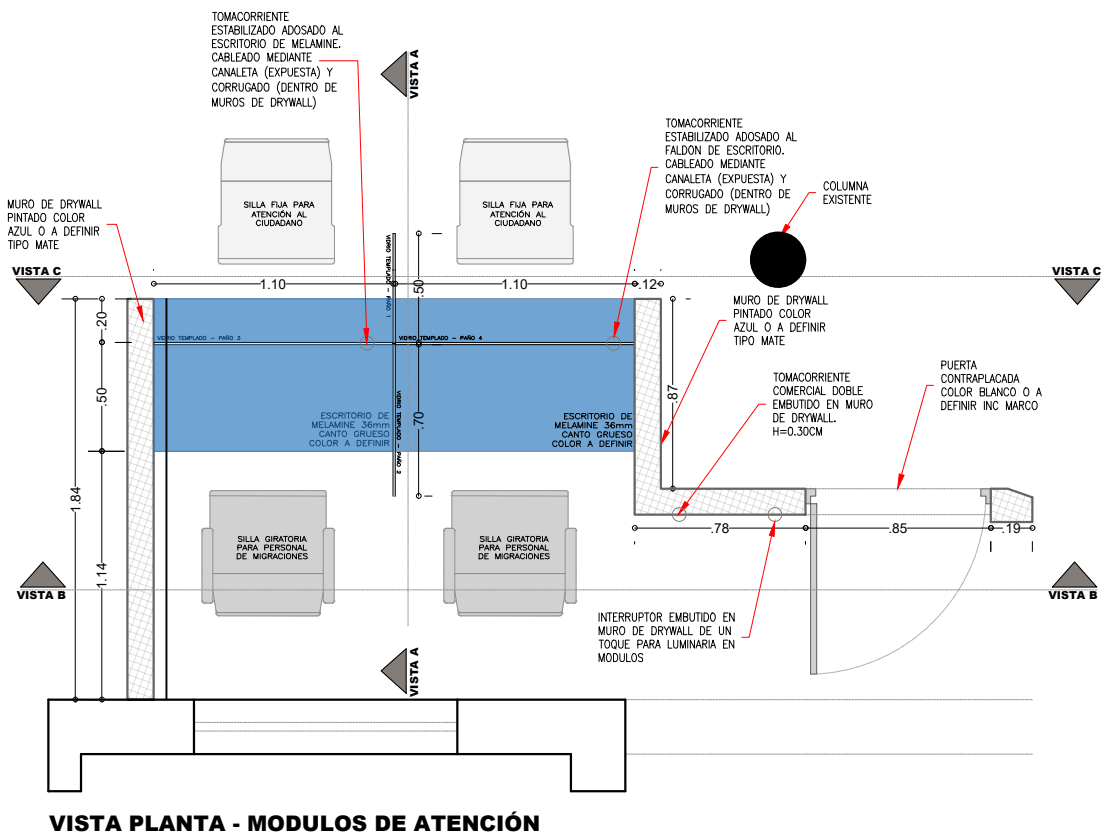 TOMACORRIENTE
ESTABILIZADO ADOSADO AL
ESCRITORIO DE MELAMINE.
CABLEADO MEDIANTE
CANALETA (EXPUESTA) Y
CORRUGADO (DENTRO DE
MUROS DE DRYWALL)
VISTA A
TOMACORRIENTE
ESTABILIZADO ADOSADO AL
FALDON DE ESCRITORIO.
CABLEADO MEDIANTE
CANALETA (EXPUESTA) Y
CORRUGADO (DENTRO DE
MUROS DE DRYWALL)
COLUMNA
EXISTENTE
MURO DE DRYWALL
PINTADO COLOR
AZUL O A DEFINIR
TIPO MATE
SILLA FIJA PARA
ATENCIÓN AL
CIUDADANO
SILLA FIJA PARA
ATENCIÓN AL
CIUDADANO
VISTA C
VISTA C
1.10
1.10
.12
.50
VIDRIO TEMPLADO - PAÑO 1
MURO DE DRYWALL
PINTADO COLOR
AZUL O A DEFINIR
TIPO MATE
.20
VIDRIO TEMPLADO - PAÑO 3
VIDRIO TEMPLADO - PAÑO 4
.50
.70
.87
VIDRIO TEMPLADO - PAÑO 2
ESCRITORIO DE
MELAMINE 36mm
CANTO GRUESO
COLOR A DEFINIR
ESCRITORIO DE
MELAMINE 36mm
CANTO GRUESO
COLOR A DEFINIR
TOMACORRIENTE
COMERCIAL DOBLE
EMBUTIDO EN MURO
DE DRYWALL.
H=0.30CM
PUERTA
CONTRAPLACADA
COLOR BLANCO O A
DEFINIR INC MARCO
1.84
1.14
.78
.85
.19
SILLA GIRATORIA
PARA PERSONAL
DE MIGRACIONES
SILLA GIRATORIA
PARA PERSONAL
DE MIGRACIONES
VISTA B
VISTA B
INTERRUPTOR EMBUTIDO EN
MURO DE DRYWALL DE UN
TOQUE PARA LUMINARIA EN
MODULOS
VISTA A
VISTA PLANTA - MODULOS DE ATENCIÓN